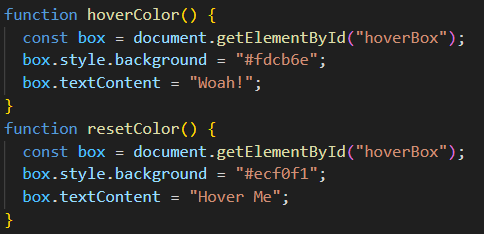 function hoverColor() {
  const box = document.getElementById("hoverBox");
  box.style.background = "#fdcb6e";
  box.textContent = "Woah!";
}
function resetColor() {
  const box = document.getElementById("hoverBox");
  box.style.background = "#ecf0f1";
  box.textContent = "Hover Me";
}